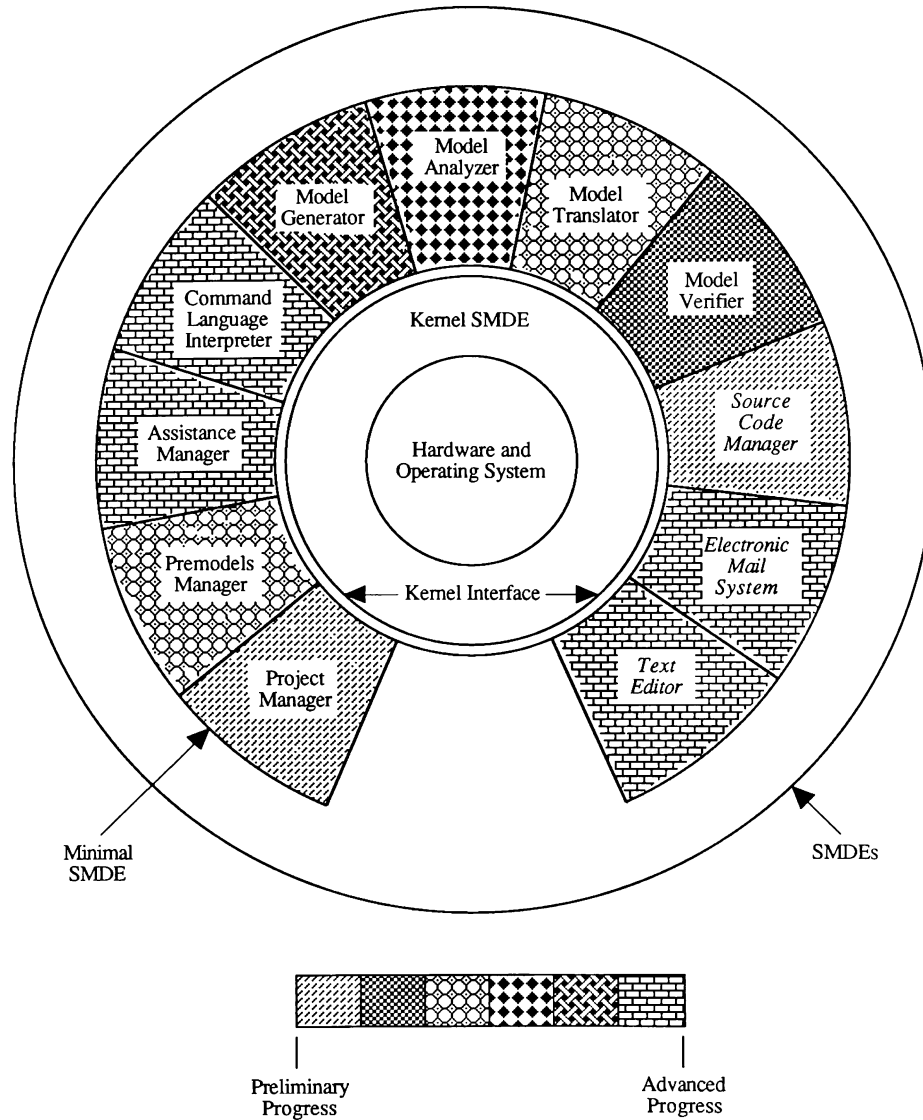 Model
Analyzer
Model
Generator
Model
Translator
Command
Language
Interpreter
Model
Verifier
Kernel SMDE
Source
Code
Manager
Assistance
Manager
Hardware and
Operating System
Electronic
Mail
System
Premodels
Manager
Kernel Interface
Project
Manager
Text
Editor
Minimal
SMDE
SMDEs
Preliminary
Progress
Advanced
Progress